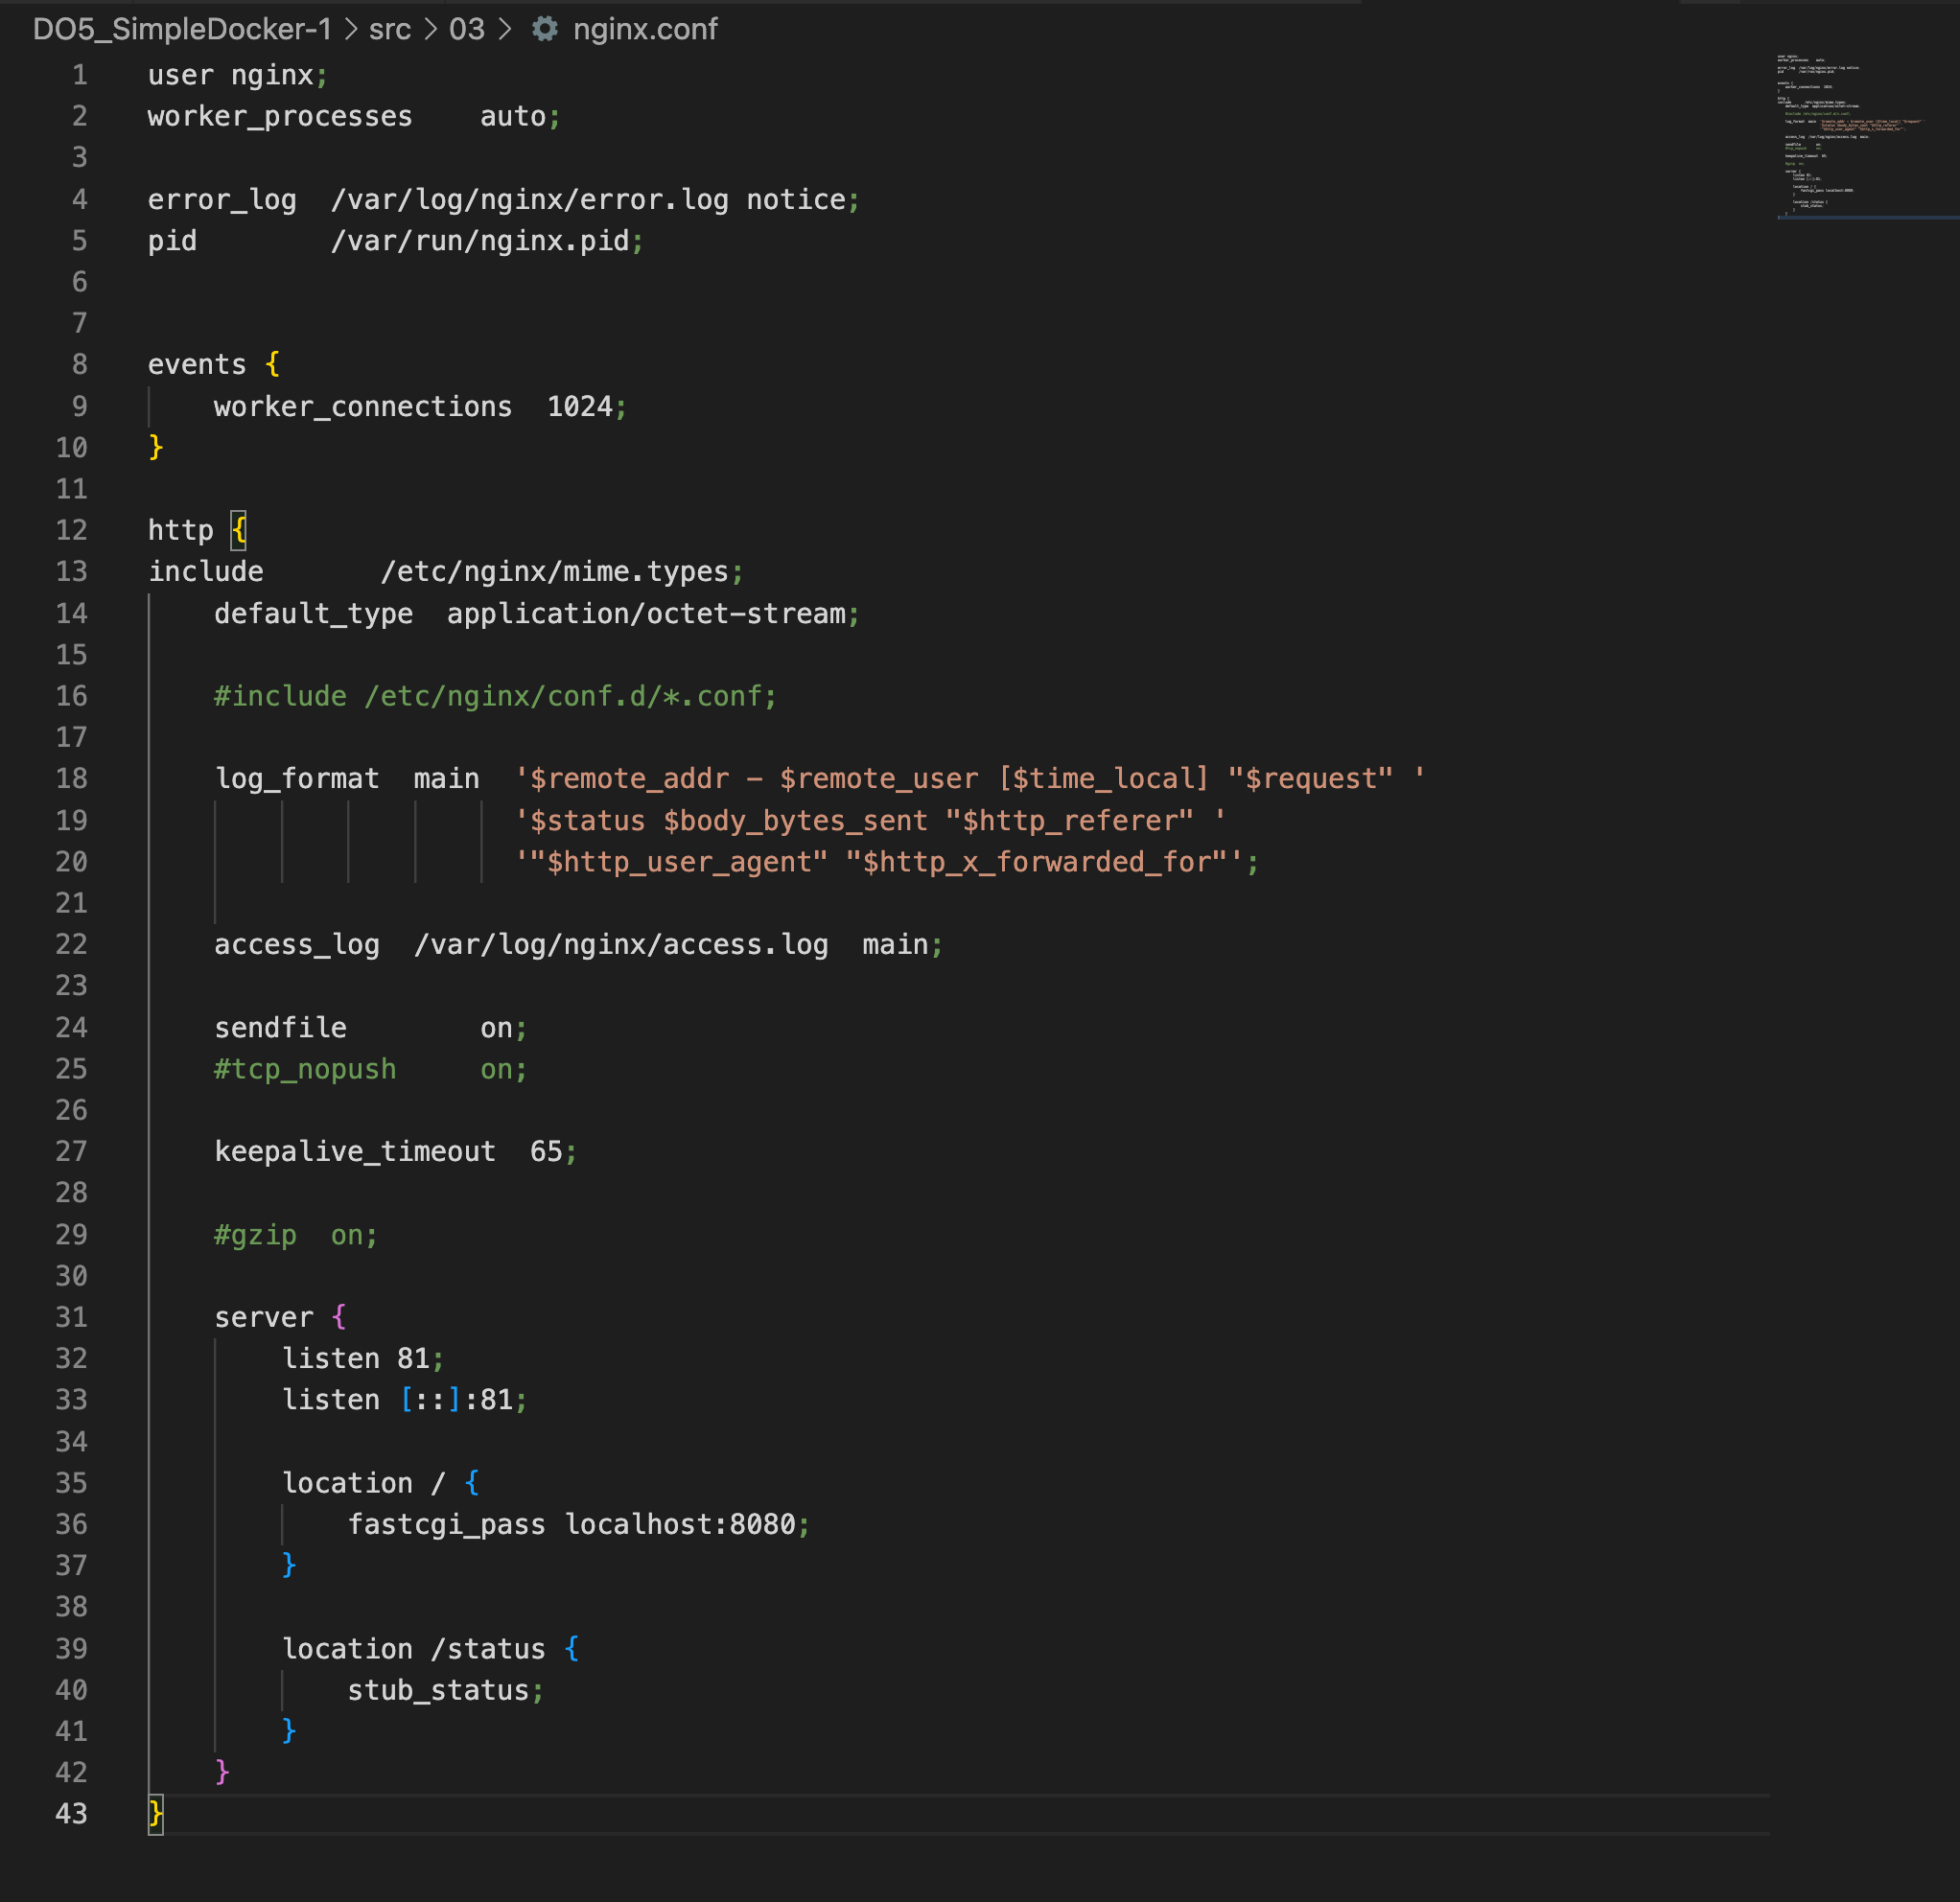 DO5_SimpleDocker-1 > src > 03 > nginx.conf
1 user nginx;
2 worker_processes    auto;
3
4 error_log  /var/log/nginx/error.log notice;
5 pid        /var/run/nginx.pid;
6
7
8 events {
9     worker_connections  1024;
10 }
11
12 http {
13 include       /etc/nginx/mime.types;
14     default_type  application/octet-stream;
15
16     #include /etc/nginx/conf.d/*.conf;
17
18     log_format  main  '$remote_addr - $remote_user [$time_local] "$request" '
19                       '$status $body_bytes_sent "$http_referer" '
20                       '"$http_user_agent" "$http_x_forwarded_for"';
21
22     access_log  /var/log/nginx/access.log  main;
23
24     sendfile        on;
25     #tcp_nopush     on;
26
27     keepalive_timeout  65;
28
29     #gzip  on;
30
31     server {
32         listen 81;
33         listen [::]:81;
34
35         location / {
36             fastcgi_pass localhost:8080;
37         }
38
39         location /status {
40             stub_status;
41         }
42     }
43 }